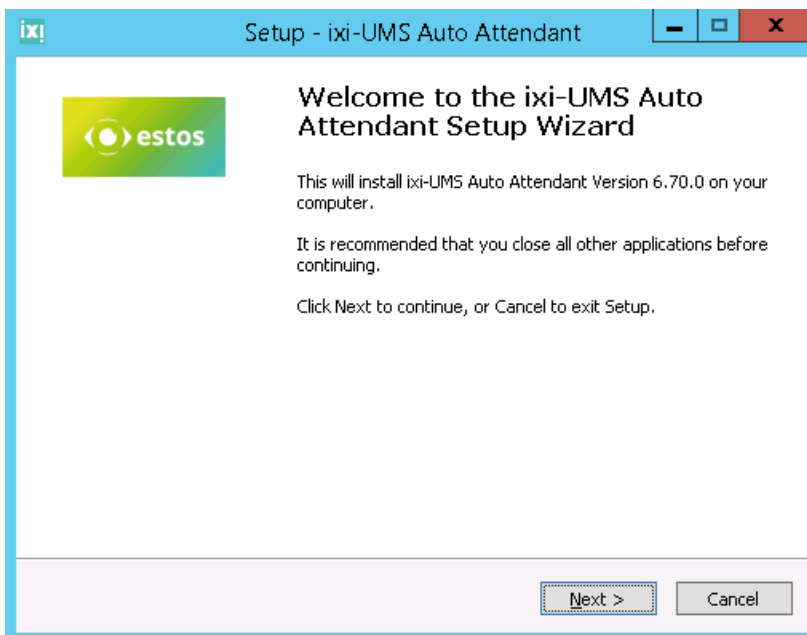 ixi
Setup - ixi-UMS Auto Attendant
x
estos
Welcome to the ixi-UMS Auto
Attendant Setup Wizard
This will install ixi-UMS Auto Attendant Version 6.70.0 on your
computer.
It is recommended that you close all other applications before
continuing.
Click Next to continue, or Cancel to exit Setup.
Next >
Cancel